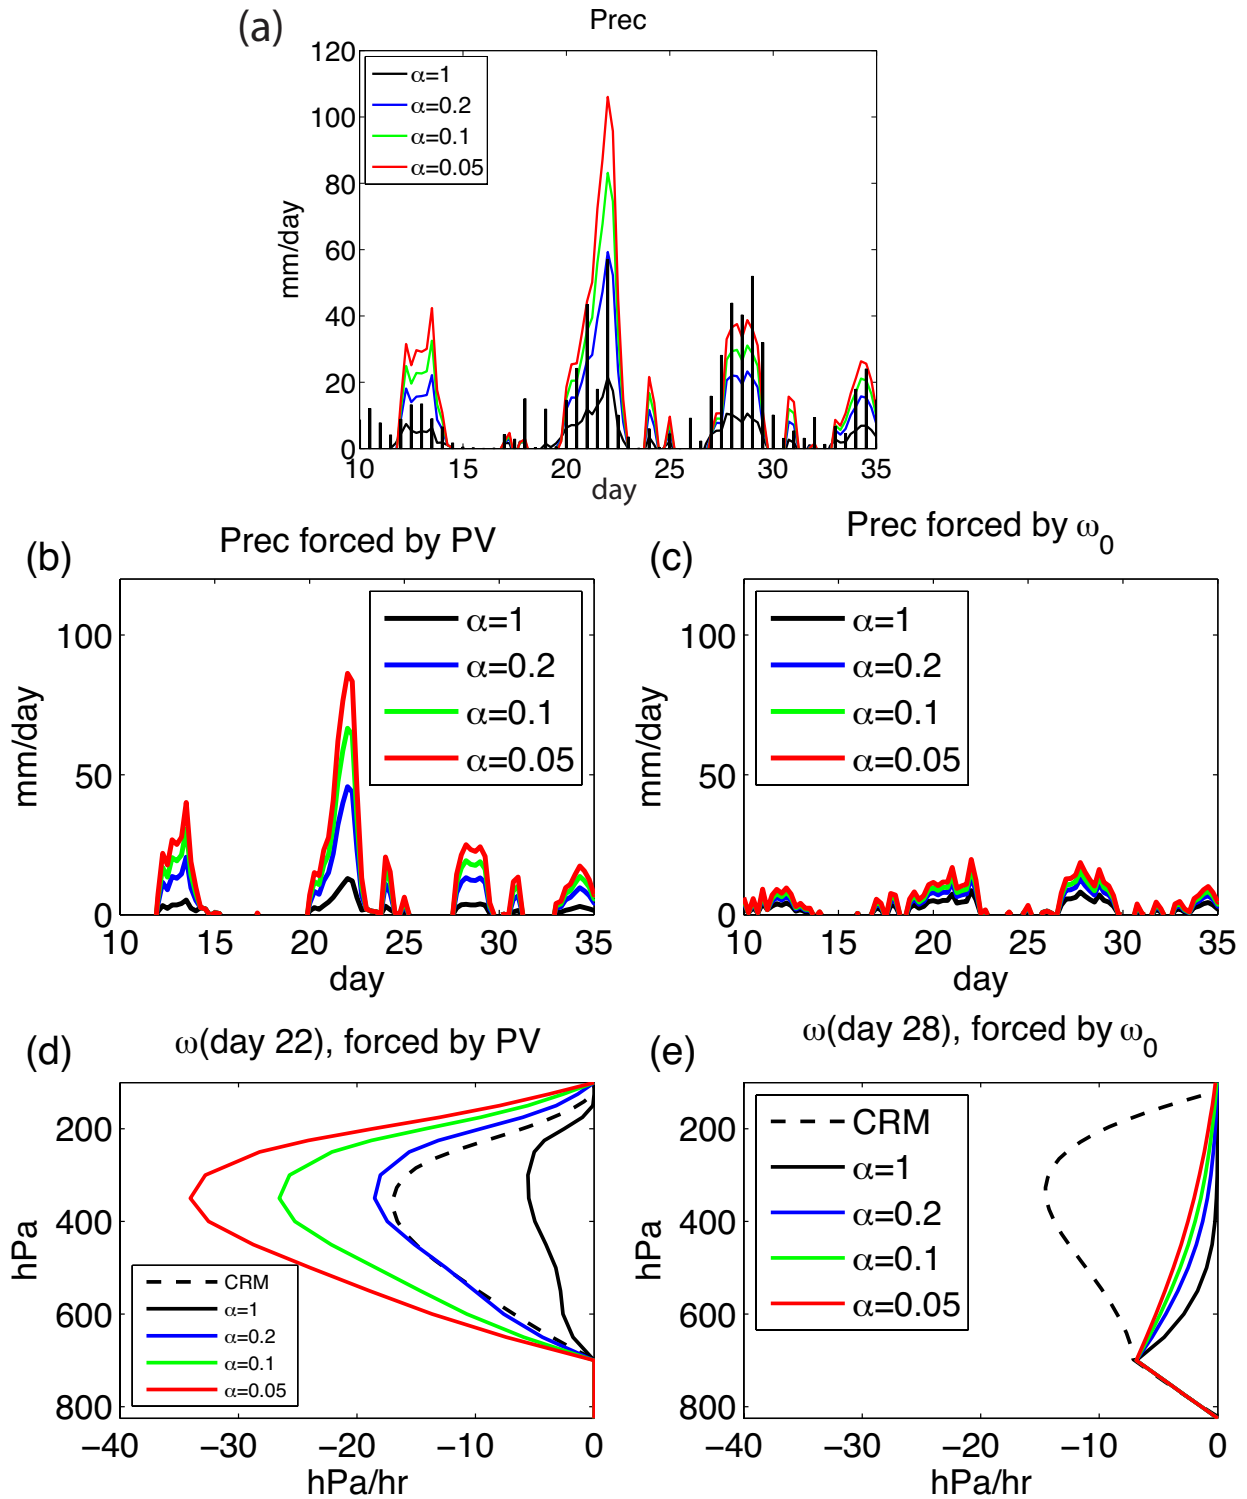 (a)
Prec
120
100
80
60
40
20
0
mm/day
α=1
α=0.2
α=0.1
α=0.05
10 15 20 25 30 35
day
(b)
Prec forced by PV
100
50
0
mm/day
α=1
α=0.2
α=0.1
α=0.05
10 15 20 25 30 35
day
(c)
Prec forced by ω0
100
50
0
mm/day
α=1
α=0.2
α=0.1
α=0.05
10 15 20 25 30 35
day
(d)
ω(day 22), forced by PV
200
400
600
800
hPa
CRM
α=1
α=0.2
α=0.1
α=0.05
−40 −30 −20 −10 0
hPa/hr
(e)
ω(day 28), forced by ω0
200
400
600
800
hPa
CRM
α=1
α=0.2
α=0.1
α=0.05
−40 −30 −20 −10 0
hPa/hr